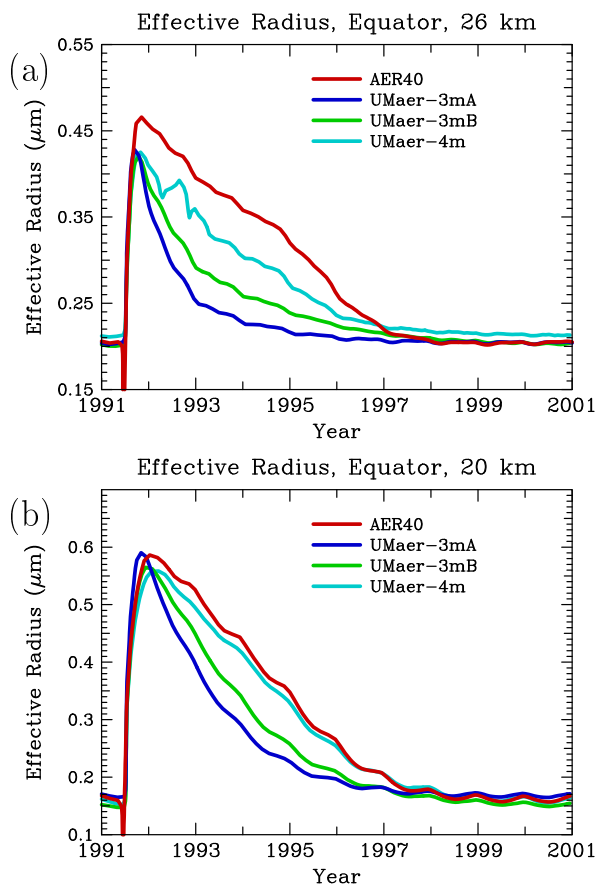 Effective Radius, Equator, 26 km
(a)
0.55
0.45
0.35
0.25
0.15
Effective Radius (μm)
AER40
UMaer-3mA
UMaer-3mB
UMaer-4m
1991 1993 1995 1997 1999 2001
Year
Effective Radius, Equator, 20 km
(b)
0.6
0.5
0.4
0.3
0.2
0.1
Effective Radius (μm)
AER40
UMaer-3mA
UMaer-3mB
UMaer-4m
1991 1993 1995 1997 1999 2001
Year